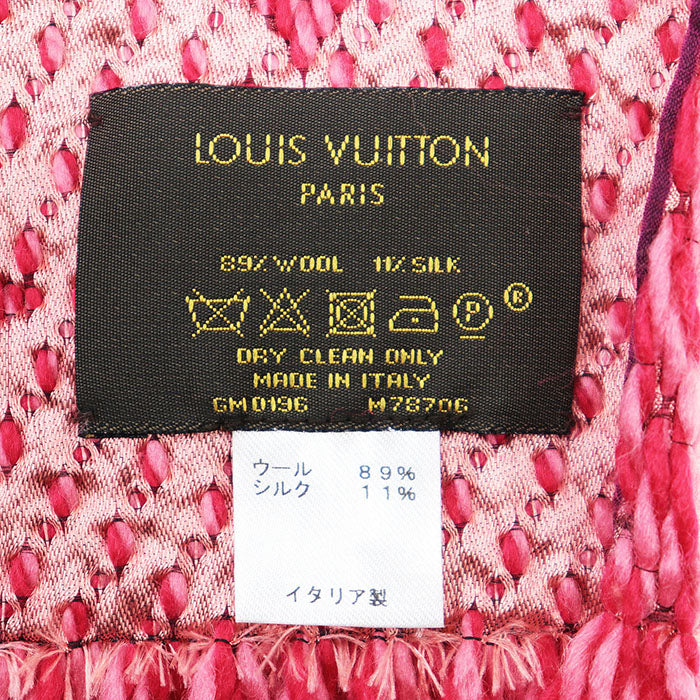 LOUIS VUITTON
PARIS
89% WOOL 11% SILK
P ®
DRY CLEAN ONLY
MADE IN ITALY
GM0196 M78706
ウール 89%
シルク 11%
イタリア製